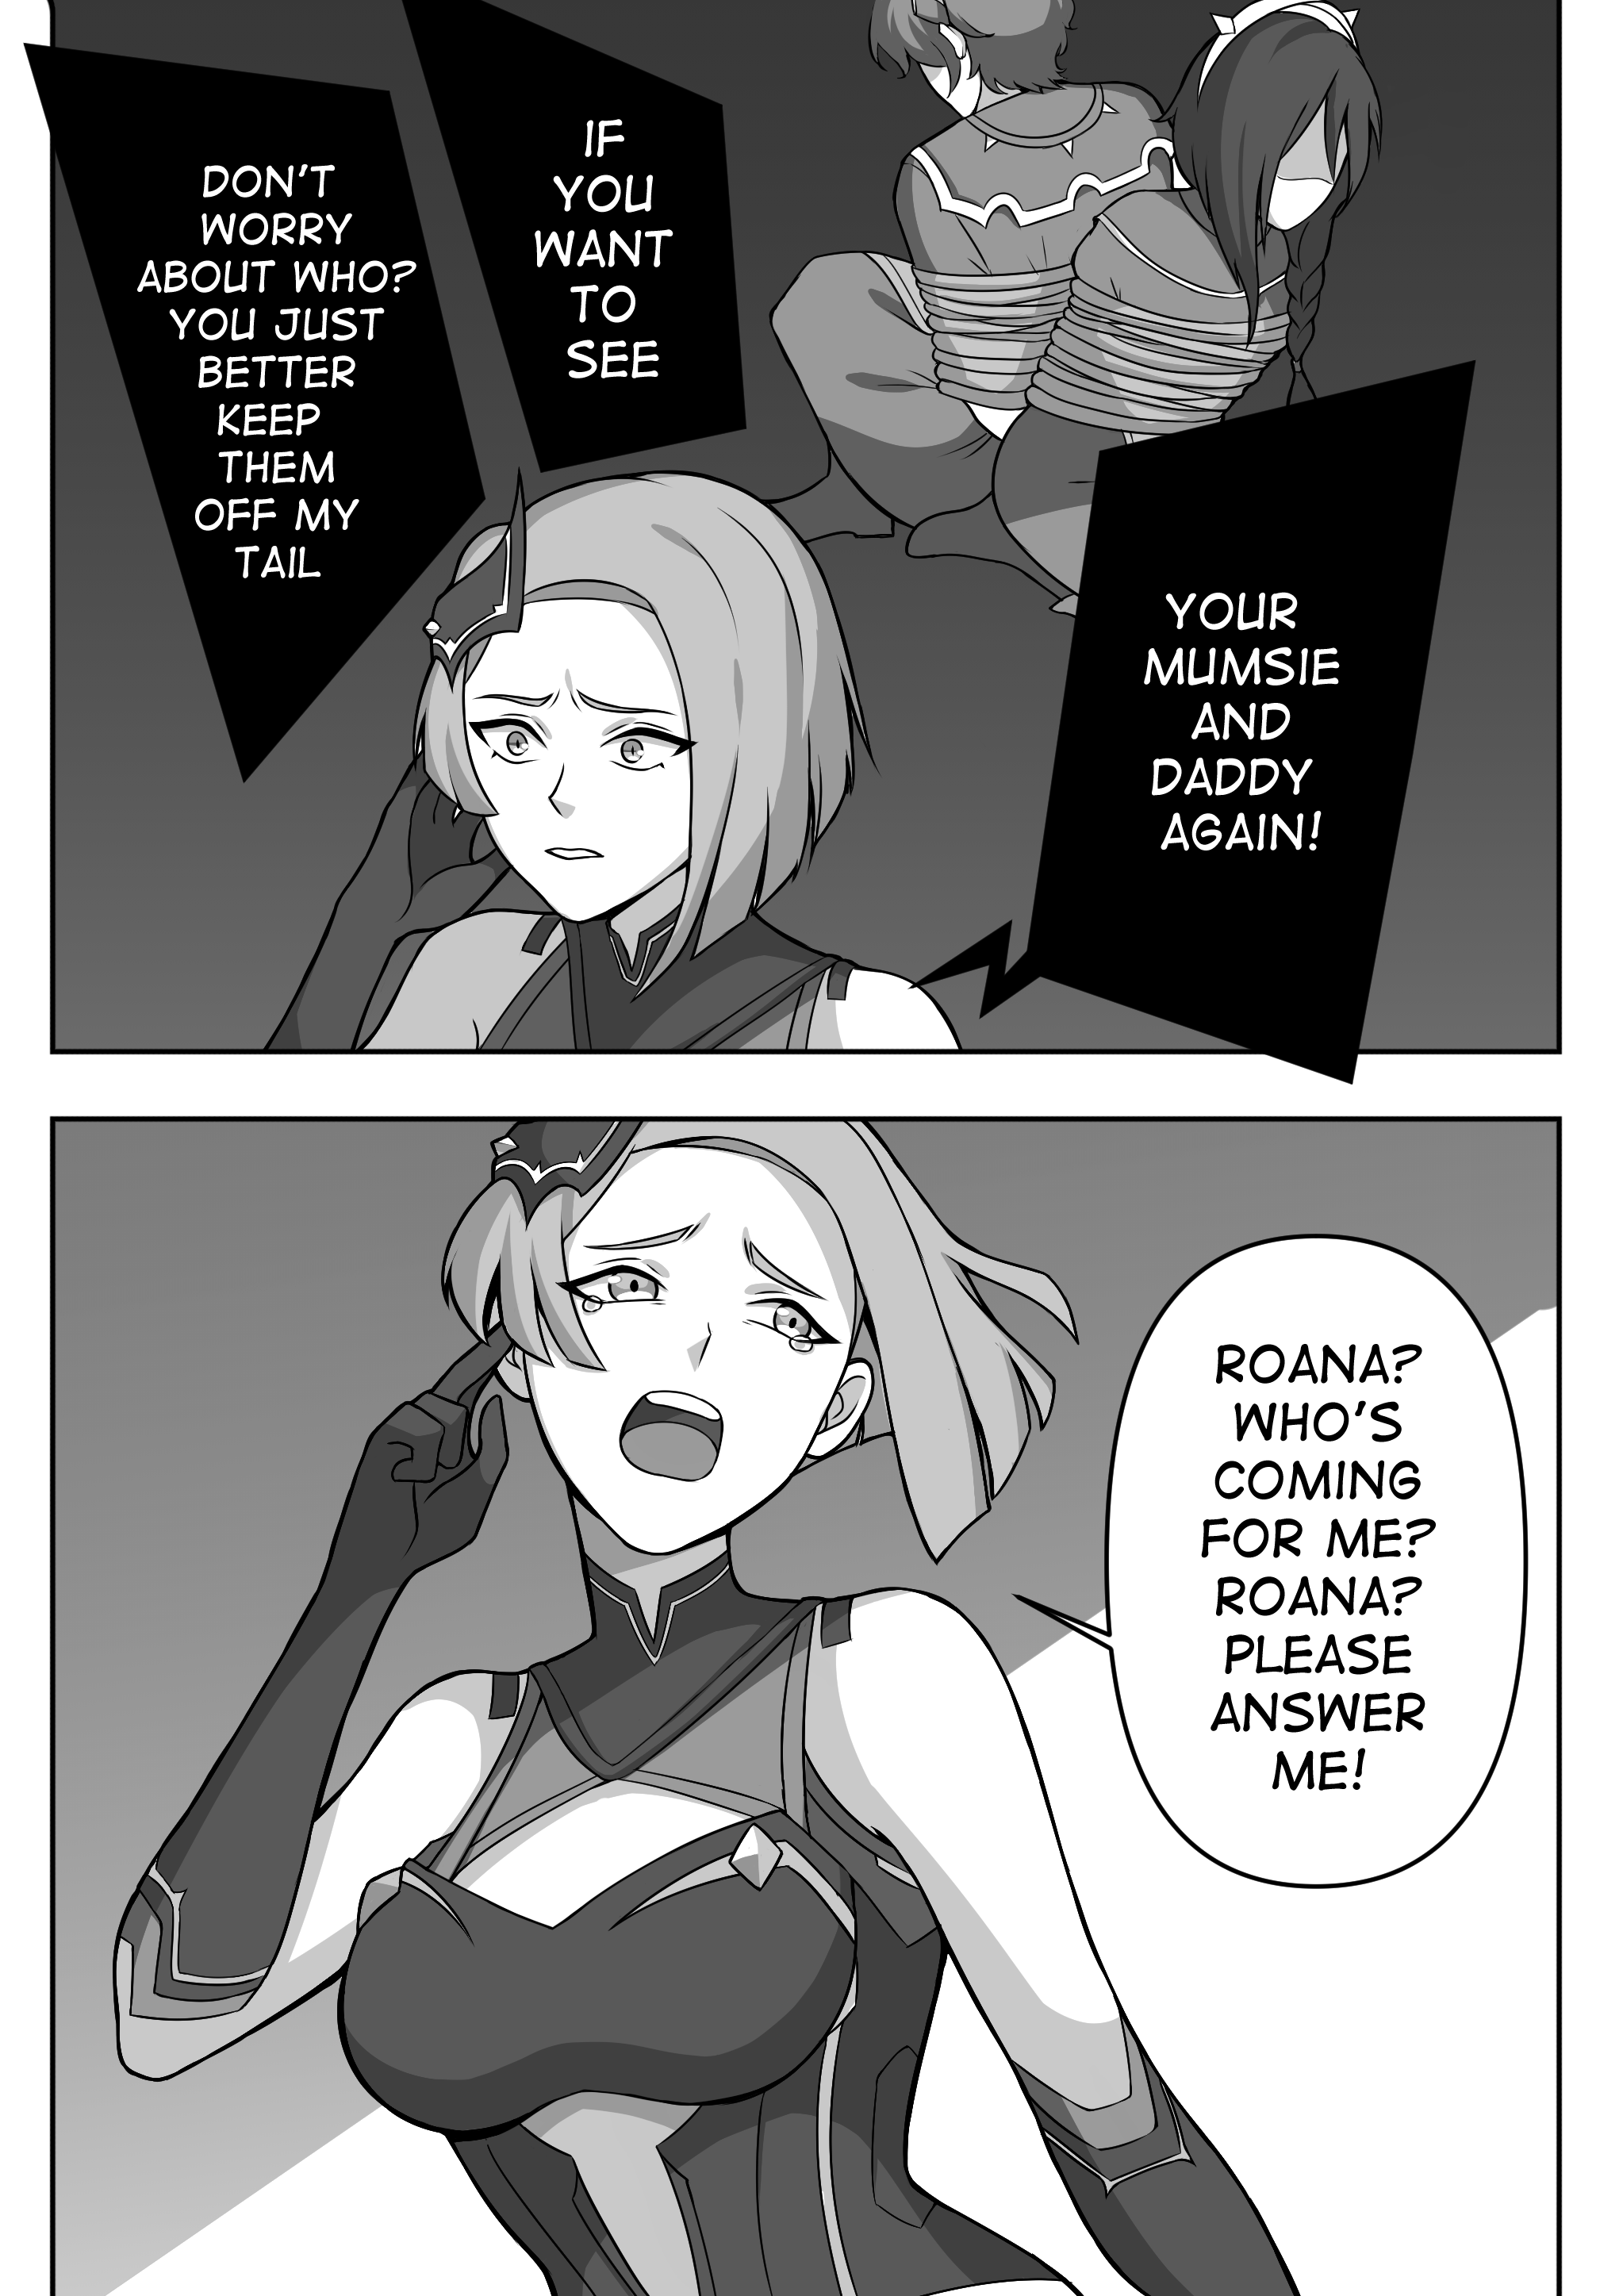 DON'T
WORRY
ABOUT WHO?
YOU JUST
BETTER
KEEP
THEM
OFF MY
TAIL
IF
YOU
WANT
TO
SEE
YOUR
MUMSIE
AND
DADDY
AGAIN!
ROANA?
WHO'S
COMING
FOR ME?
ROANA?
PLEASE
ANSWER
ME!